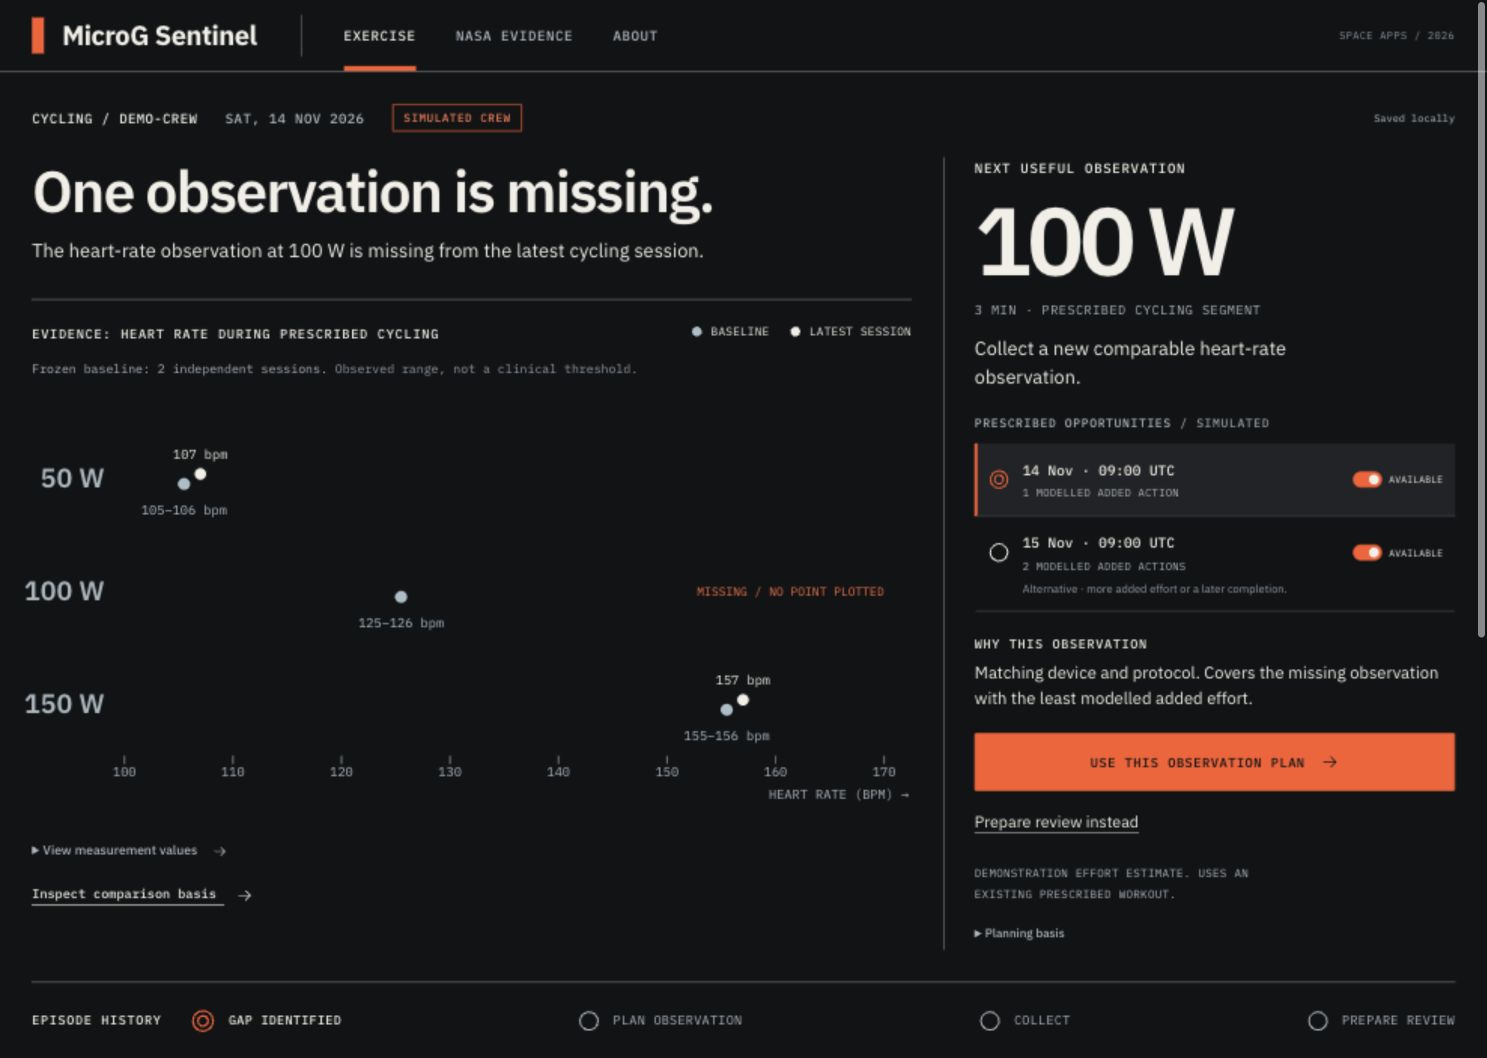 MicroG Sentinel
EXERCISE
NASA EVIDENCE
ABOUT
SPACE APPS / 2026
CYCLING / DEMO-CREW
SAT, 14 NOV 2026
SIMULATED CREW
Saved locally
One observation is missing.
The heart-rate observation at 100 W is missing from the latest cycling session.
EVIDENCE: HEART RATE DURING PRESCRIBED CYCLING
BASELINE
LATEST SESSION
Frozen baseline: 2 independent sessions. Observed range, not a clinical threshold.
107 bpm
50 W
105–106 bpm
100 W
MISSING / NO POINT PLOTTED
125–126 bpm
157 bpm
150 W
155–156 bpm
100 110 120 130 140 150 160 170
HEART RATE (BPM) →
▶ View measurement values →
Inspect comparison basis →
NEXT USEFUL OBSERVATION
100 W
3 MIN · PRESCRIBED CYCLING SEGMENT
Collect a new comparable heart-rate
observation.
PRESCRIBED OPPORTUNITIES / SIMULATED
14 Nov · 09:00 UTC
1 MODELLED ADDED ACTION
AVAILABLE
15 Nov · 09:00 UTC
2 MODELLED ADDED ACTIONS
Alternative · more added effort or a later completion.
AVAILABLE
WHY THIS OBSERVATION
Matching device and protocol. Covers the missing observation
with the least modelled added effort.
USE THIS OBSERVATION PLAN →
Prepare review instead
DEMONSTRATION EFFORT ESTIMATE. USES AN
EXISTING PRESCRIBED WORKOUT.
▶ Planning basis
EPISODE HISTORY
GAP IDENTIFIED
PLAN OBSERVATION
COLLECT
PREPARE REVIEW